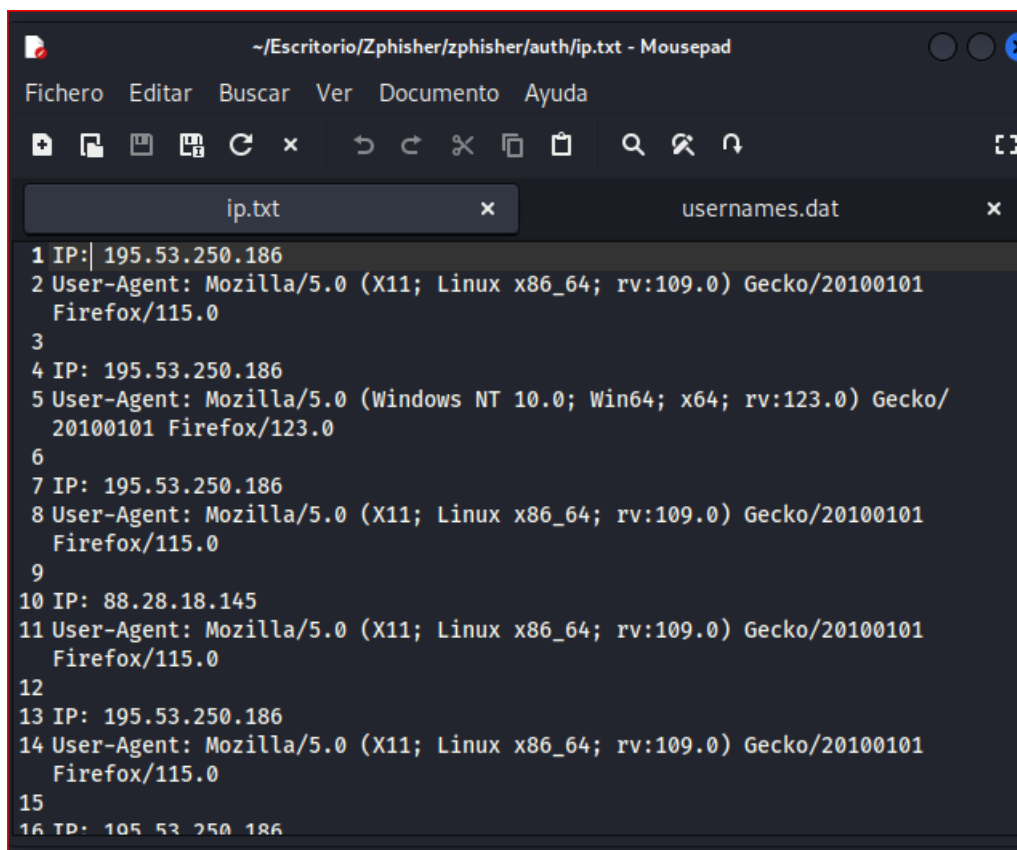 ~/Escritorio/Zphisher/zphisher/auth/ip.txt - Mousepad
Fichero Editar Buscar Ver Documento Ayuda
ip.txt usernames.dat
1 IP: 195.53.250.186
2 User-Agent: Mozilla/5.0 (X11; Linux x86_64; rv:109.0) Gecko/20100101
Firefox/115.0
3
4 IP: 195.53.250.186
5 User-Agent: Mozilla/5.0 (Windows NT 10.0; Win64; x64; rv:123.0) Gecko/
20100101 Firefox/123.0
6
7 IP: 195.53.250.186
8 User-Agent: Mozilla/5.0 (X11; Linux x86_64; rv:109.0) Gecko/20100101
Firefox/115.0
9
10 IP: 88.28.18.145
11 User-Agent: Mozilla/5.0 (X11; Linux x86_64; rv:109.0) Gecko/20100101
Firefox/115.0
12
13 IP: 195.53.250.186
14 User-Agent: Mozilla/5.0 (X11; Linux x86_64; rv:109.0) Gecko/20100101
Firefox/115.0
15
16 IP: 195.53.250.186